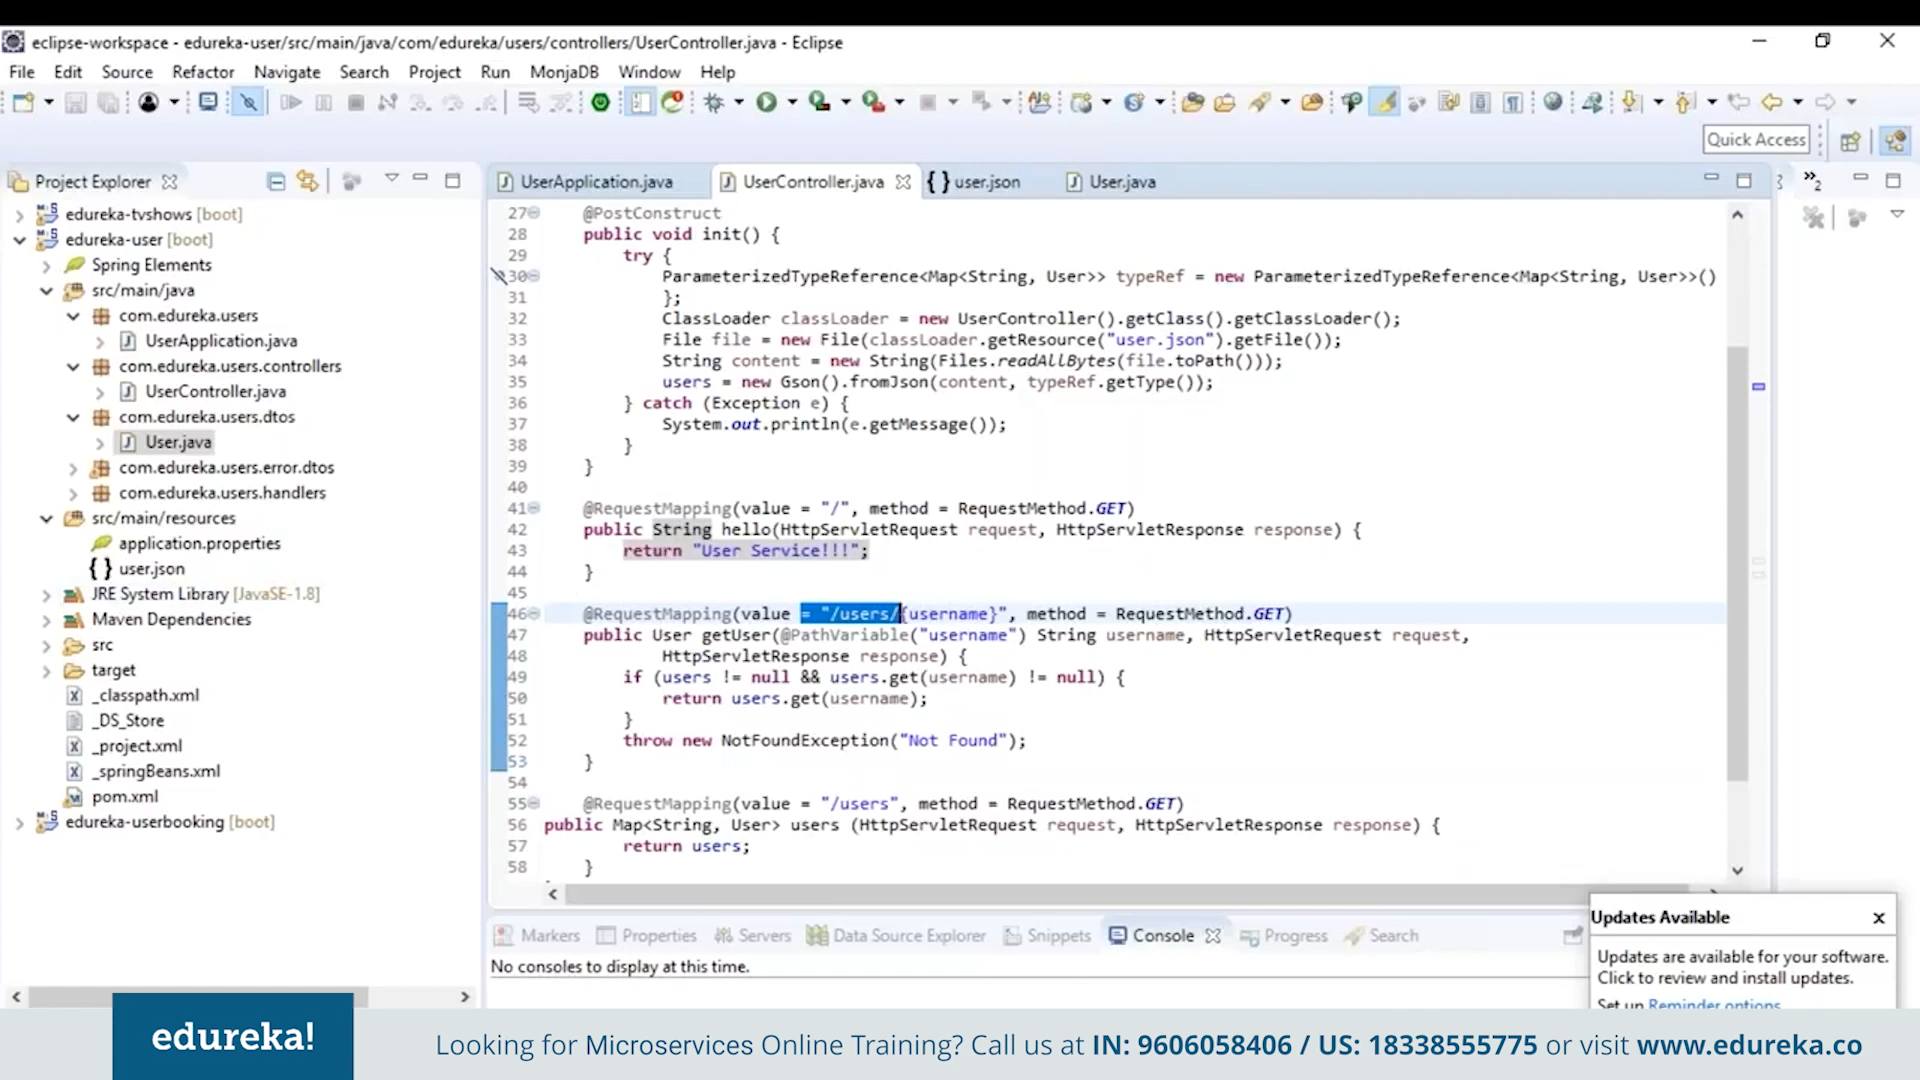 eclipse-workspace - edureka-user/src/main/java/com/edureka/users/controllers/UserController.java - Eclipse
File Edit Source Refactor Navigate Search Project Run MonjaDB Window Help
Quick Access
Project Explorer
UserApplication.java UserController.java { } user.json User.java
edureka-tvshows [boot]
edureka-user [boot]
Spring Elements
src/main/java
com.edureka.users
UserApplication.java
com.edureka.users.controllers
UserController.java
com.edureka.users.dtos
User.java
com.edureka.users.error.dtos
com.edureka.users.handlers
src/main/resources
application.properties
{ } user.json
JRE System Library [JavaSE-1.8]
Maven Dependencies
src
target
_classpath.xml
_DS_Store
_project.xml
_springBeans.xml
pom.xml
edureka-userbooking [boot]
27 @PostConstruct
28 public void init() {
29 try {
30 ParameterizedTypeReference<Map<String, User>> typeRef = new ParameterizedTypeReference<Map<String, User>>()
31 };
32 ClassLoader classLoader = new UserController().getClass().getClassLoader();
33 File file = new File(classLoader.getResource("user.json").getFile());
34 String content = new String(Files.readAllBytes(file.toPath()));
35 users = new Gson().fromJson(content, typeRef.getType());
36 } catch (Exception e) {
37 System.out.println(e.getMessage());
38 }
39 }
40
41 @RequestMapping(value = "/", method = RequestMethod.GET)
42 public String hello(HttpServletRequest request, HttpServletResponse response) {
43 return "User Service!!!";
44 }
45
46 @RequestMapping(value = "/users/{username}", method = RequestMethod.GET)
47 public User getUser(@PathVariable("username") String username, HttpServletRequest request,
48 HttpServletResponse response) {
49 if (users != null && users.get(username) != null) {
50 return users.get(username);
51 }
52 throw new NotFoundException("Not Found");
53 }
54
55 @RequestMapping(value = "/users", method = RequestMethod.GET)
56 public Map<String, User> users (HttpServletRequest request, HttpServletResponse response) {
57 return users;
58 }
Markers Properties Servers Data Source Explorer Snippets Console Progress Search
No consoles to display at this time.
Updates Available
Updates are available for your software.
Click to review and install updates.
Set up Reminder options
edureka!
Looking for Microservices Online Training? Call us at IN: 9606058406 / US: 18338555775 or visit www.edureka.co